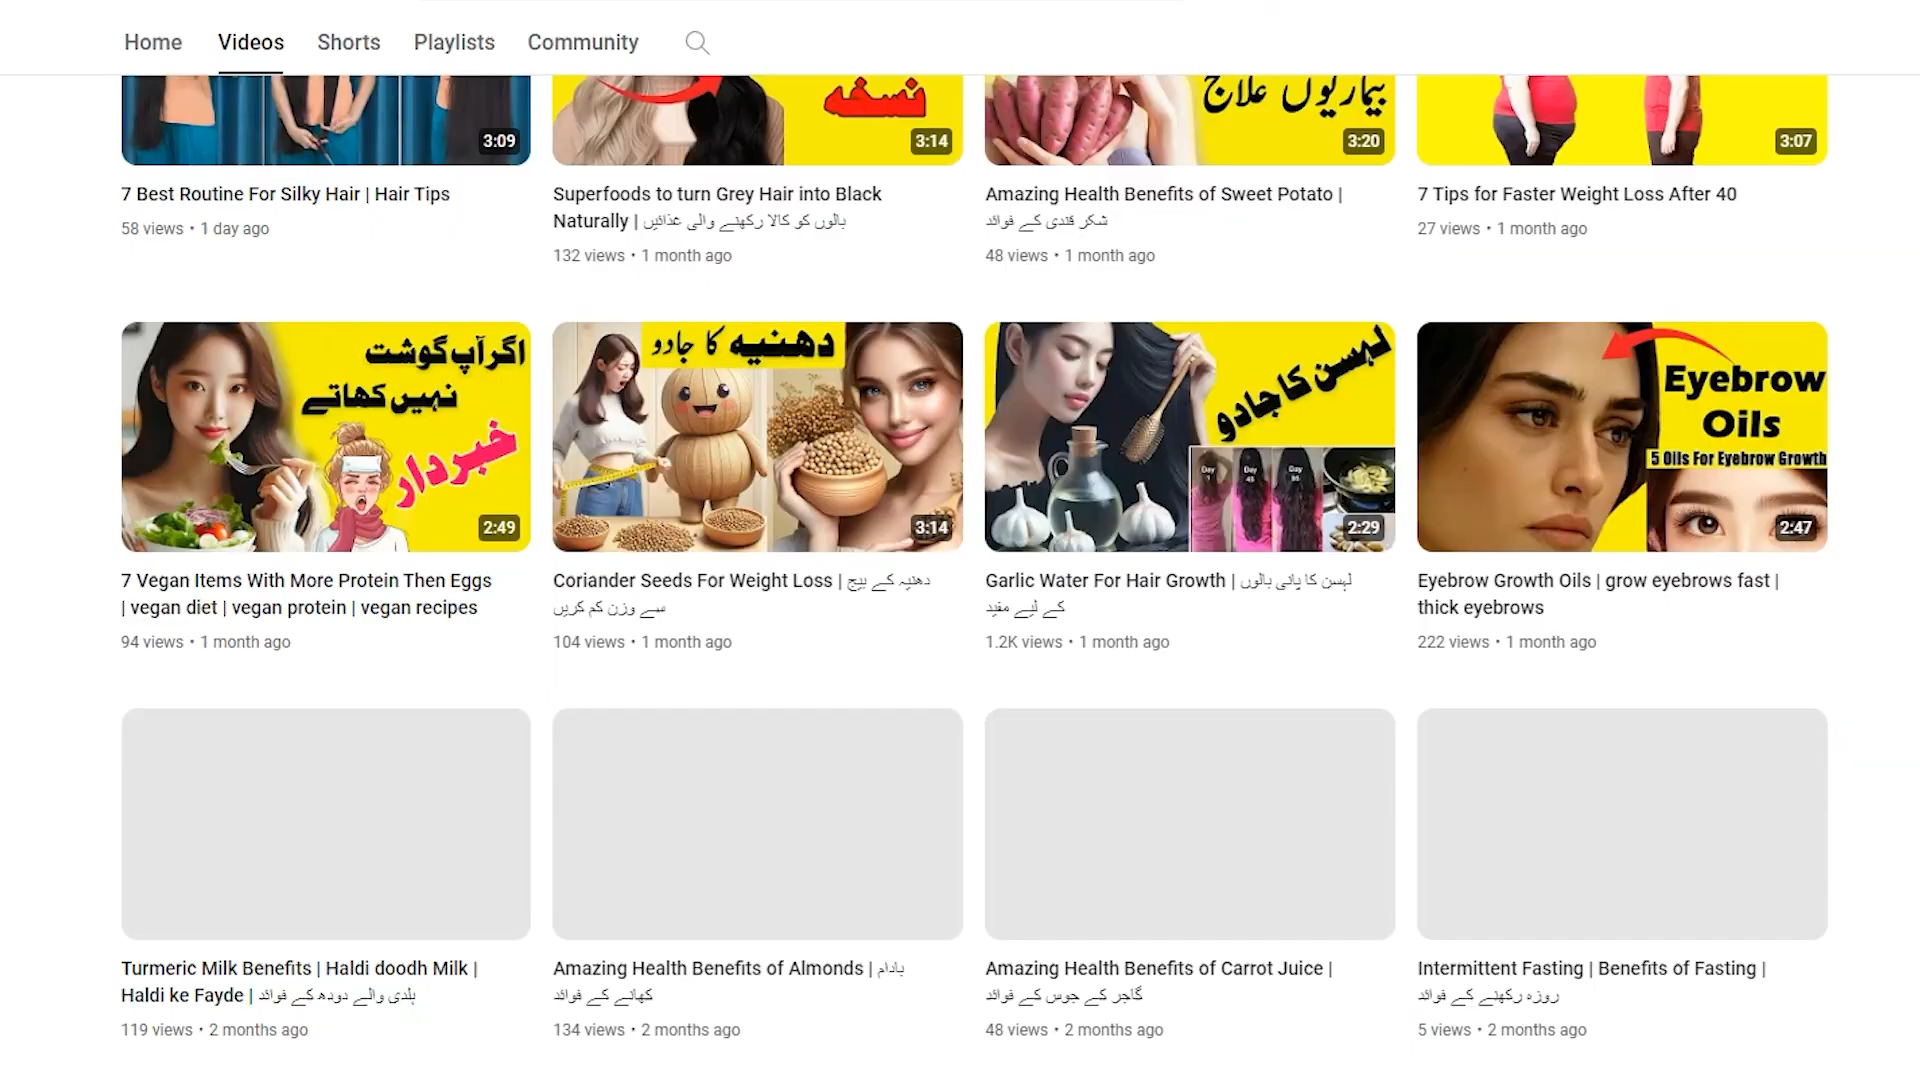 Home Videos Shorts Playlists Community
نسخہ
بیماریوں علاج
3:09
3:14
3:20
3:07
7 Best Routine For Silky Hair | Hair Tips
58 views • 1 day ago
Superfoods to turn Grey Hair into Black
Naturally | بالوں کو کالا رکھنے والی غذائیں
132 views • 1 month ago
Amazing Health Benefits of Sweet Potato |
شکر قندی کے فوائد
48 views • 1 month ago
7 Tips for Faster Weight Loss After 40
27 views • 1 month ago
اگر آپ گوشت
نہیں کھاتے
خبردار
2:49
دھنیہ کا جادو
3:14
لہسن کا جادو
Day
1
Day
45
Day
2:29
Eyebrow
Oils
5 Oils For Eyebrow Growth
2:47
7 Vegan Items With More Protein Then Eggs
| vegan diet | vegan protein | vegan recipes
94 views • 1 month ago
Coriander Seeds For Weight Loss | دھنیہ کے بیج
سے وزن کم کریں
104 views • 1 month ago
Garlic Water For Hair Growth | لہسن کا پانی بالوں
کے لیے مفید
1.2K views • 1 month ago
Eyebrow Growth Oils | grow eyebrows fast |
thick eyebrows
222 views • 1 month ago
Turmeric Milk Benefits | Haldi doodh Milk |
Haldi ke Fayde | ہلدی والے دودھ کے فوائد
119 views • 2 months ago
Amazing Health Benefits of Almonds | بادام
کھانے کے فوائد
134 views • 2 months ago
Amazing Health Benefits of Carrot Juice |
گاجر کے جوس کے فوائد
48 views • 2 months ago
Intermittent Fasting | Benefits of Fasting |
روزہ رکھنے کے فوائد
5 views • 2 months ago